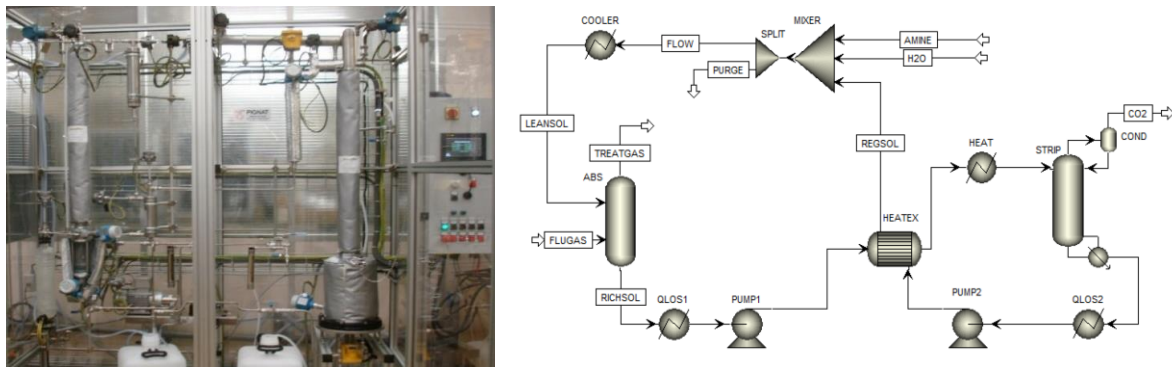 PIGNAT
COOLER
FLOW
SPLIT
MIXER
AMINE
H2O
PURGE
LEANSOL
TREATGAS
ABS
FLUGAS
RICHSOL
QLOS1
PUMP1
REGSOL
HEATEX
HEAT
STRIP
CO2
COND
PUMP2
QLOS2